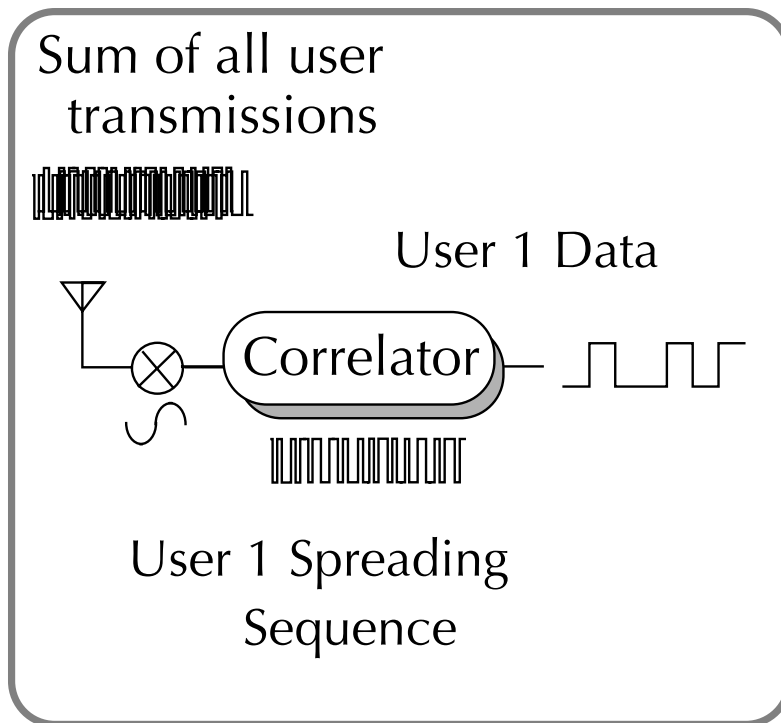 Sum of all user
transmissions
User 1 Data
Correlator
User 1 Spreading
Sequence